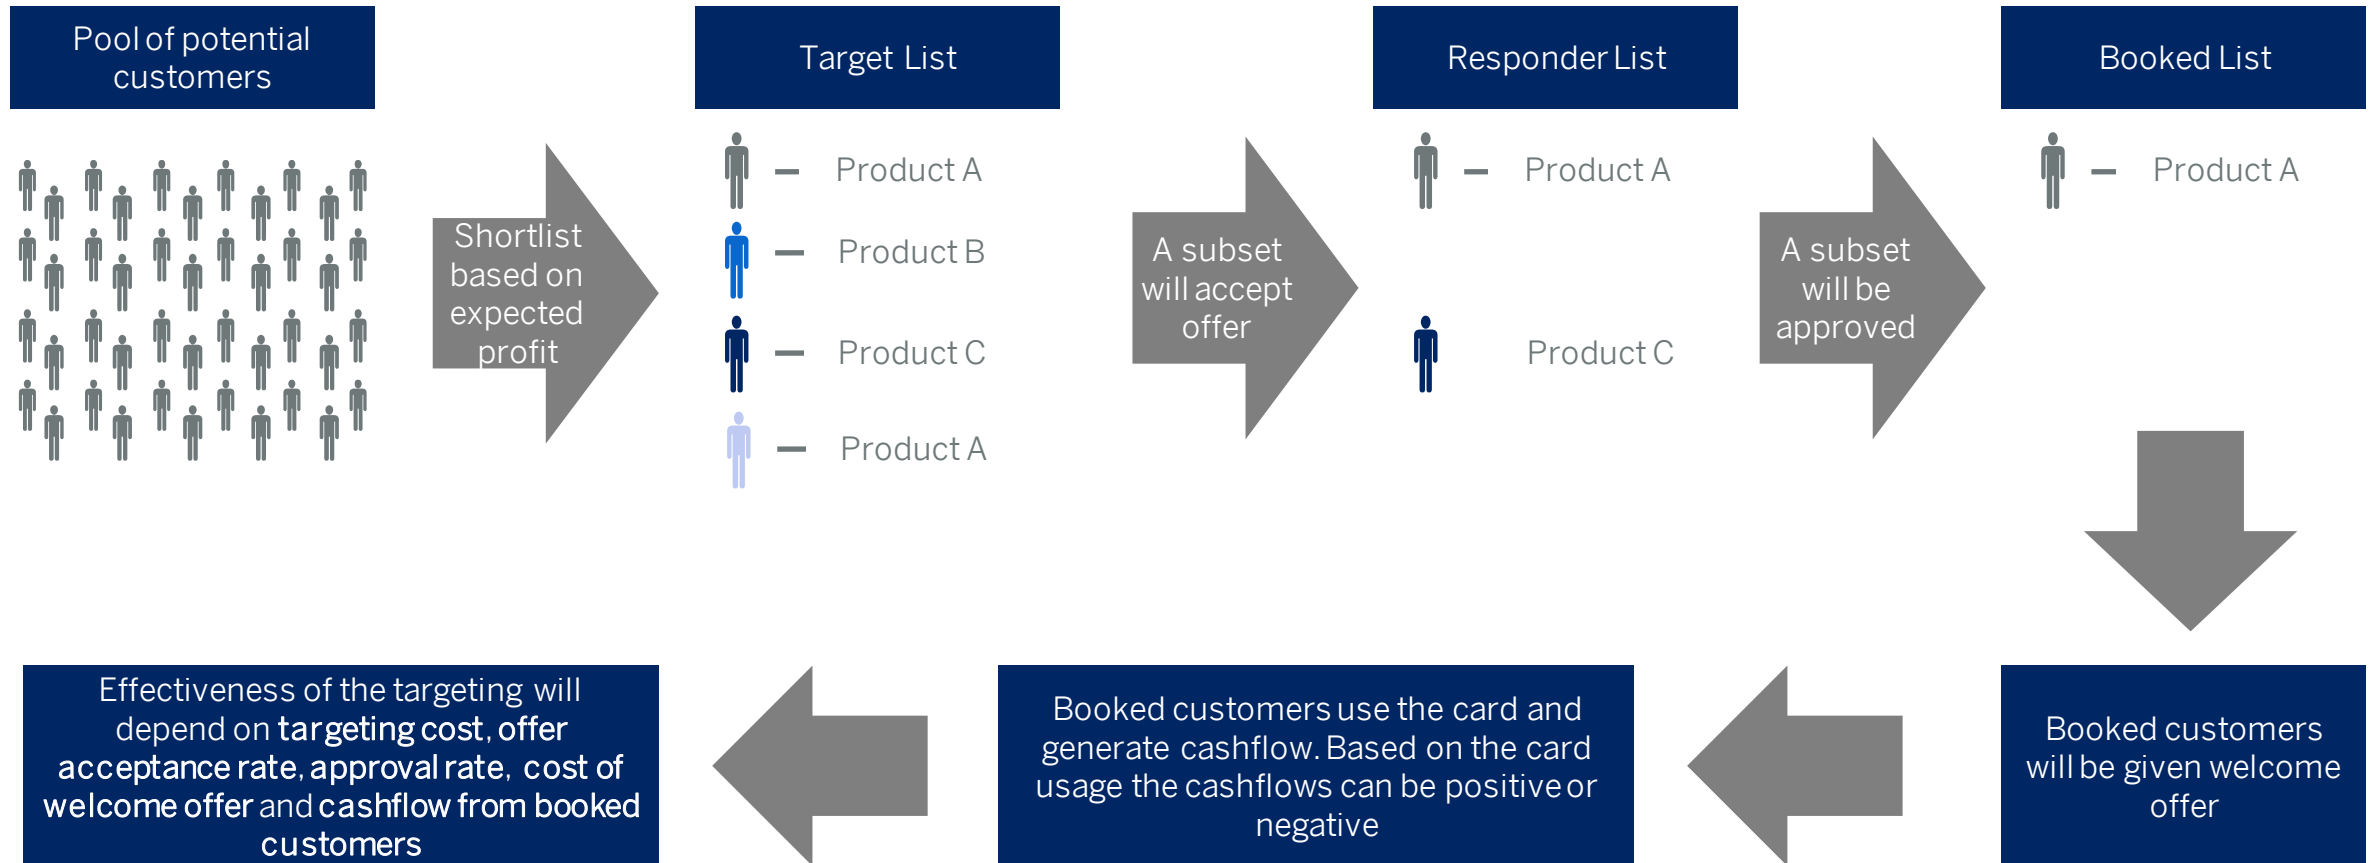 Pool of potential
customers
Target List
Responder List
Booked List
Shortlist
based on
expected
profit
– Product A
– Product B
– Product C
– Product A
A subset
will accept
offer
– Product A
Product C
A subset
will be
approved
– Product A
Booked customers
will be given welcome
offer
Booked customers use the card and
generate cashflow. Based on the card
usage the cashflows can be positive or
negative
Effectiveness of the targeting will
depend on targeting cost, offer
acceptance rate, approval rate, cost of
welcome offer and cashflow from booked
customers